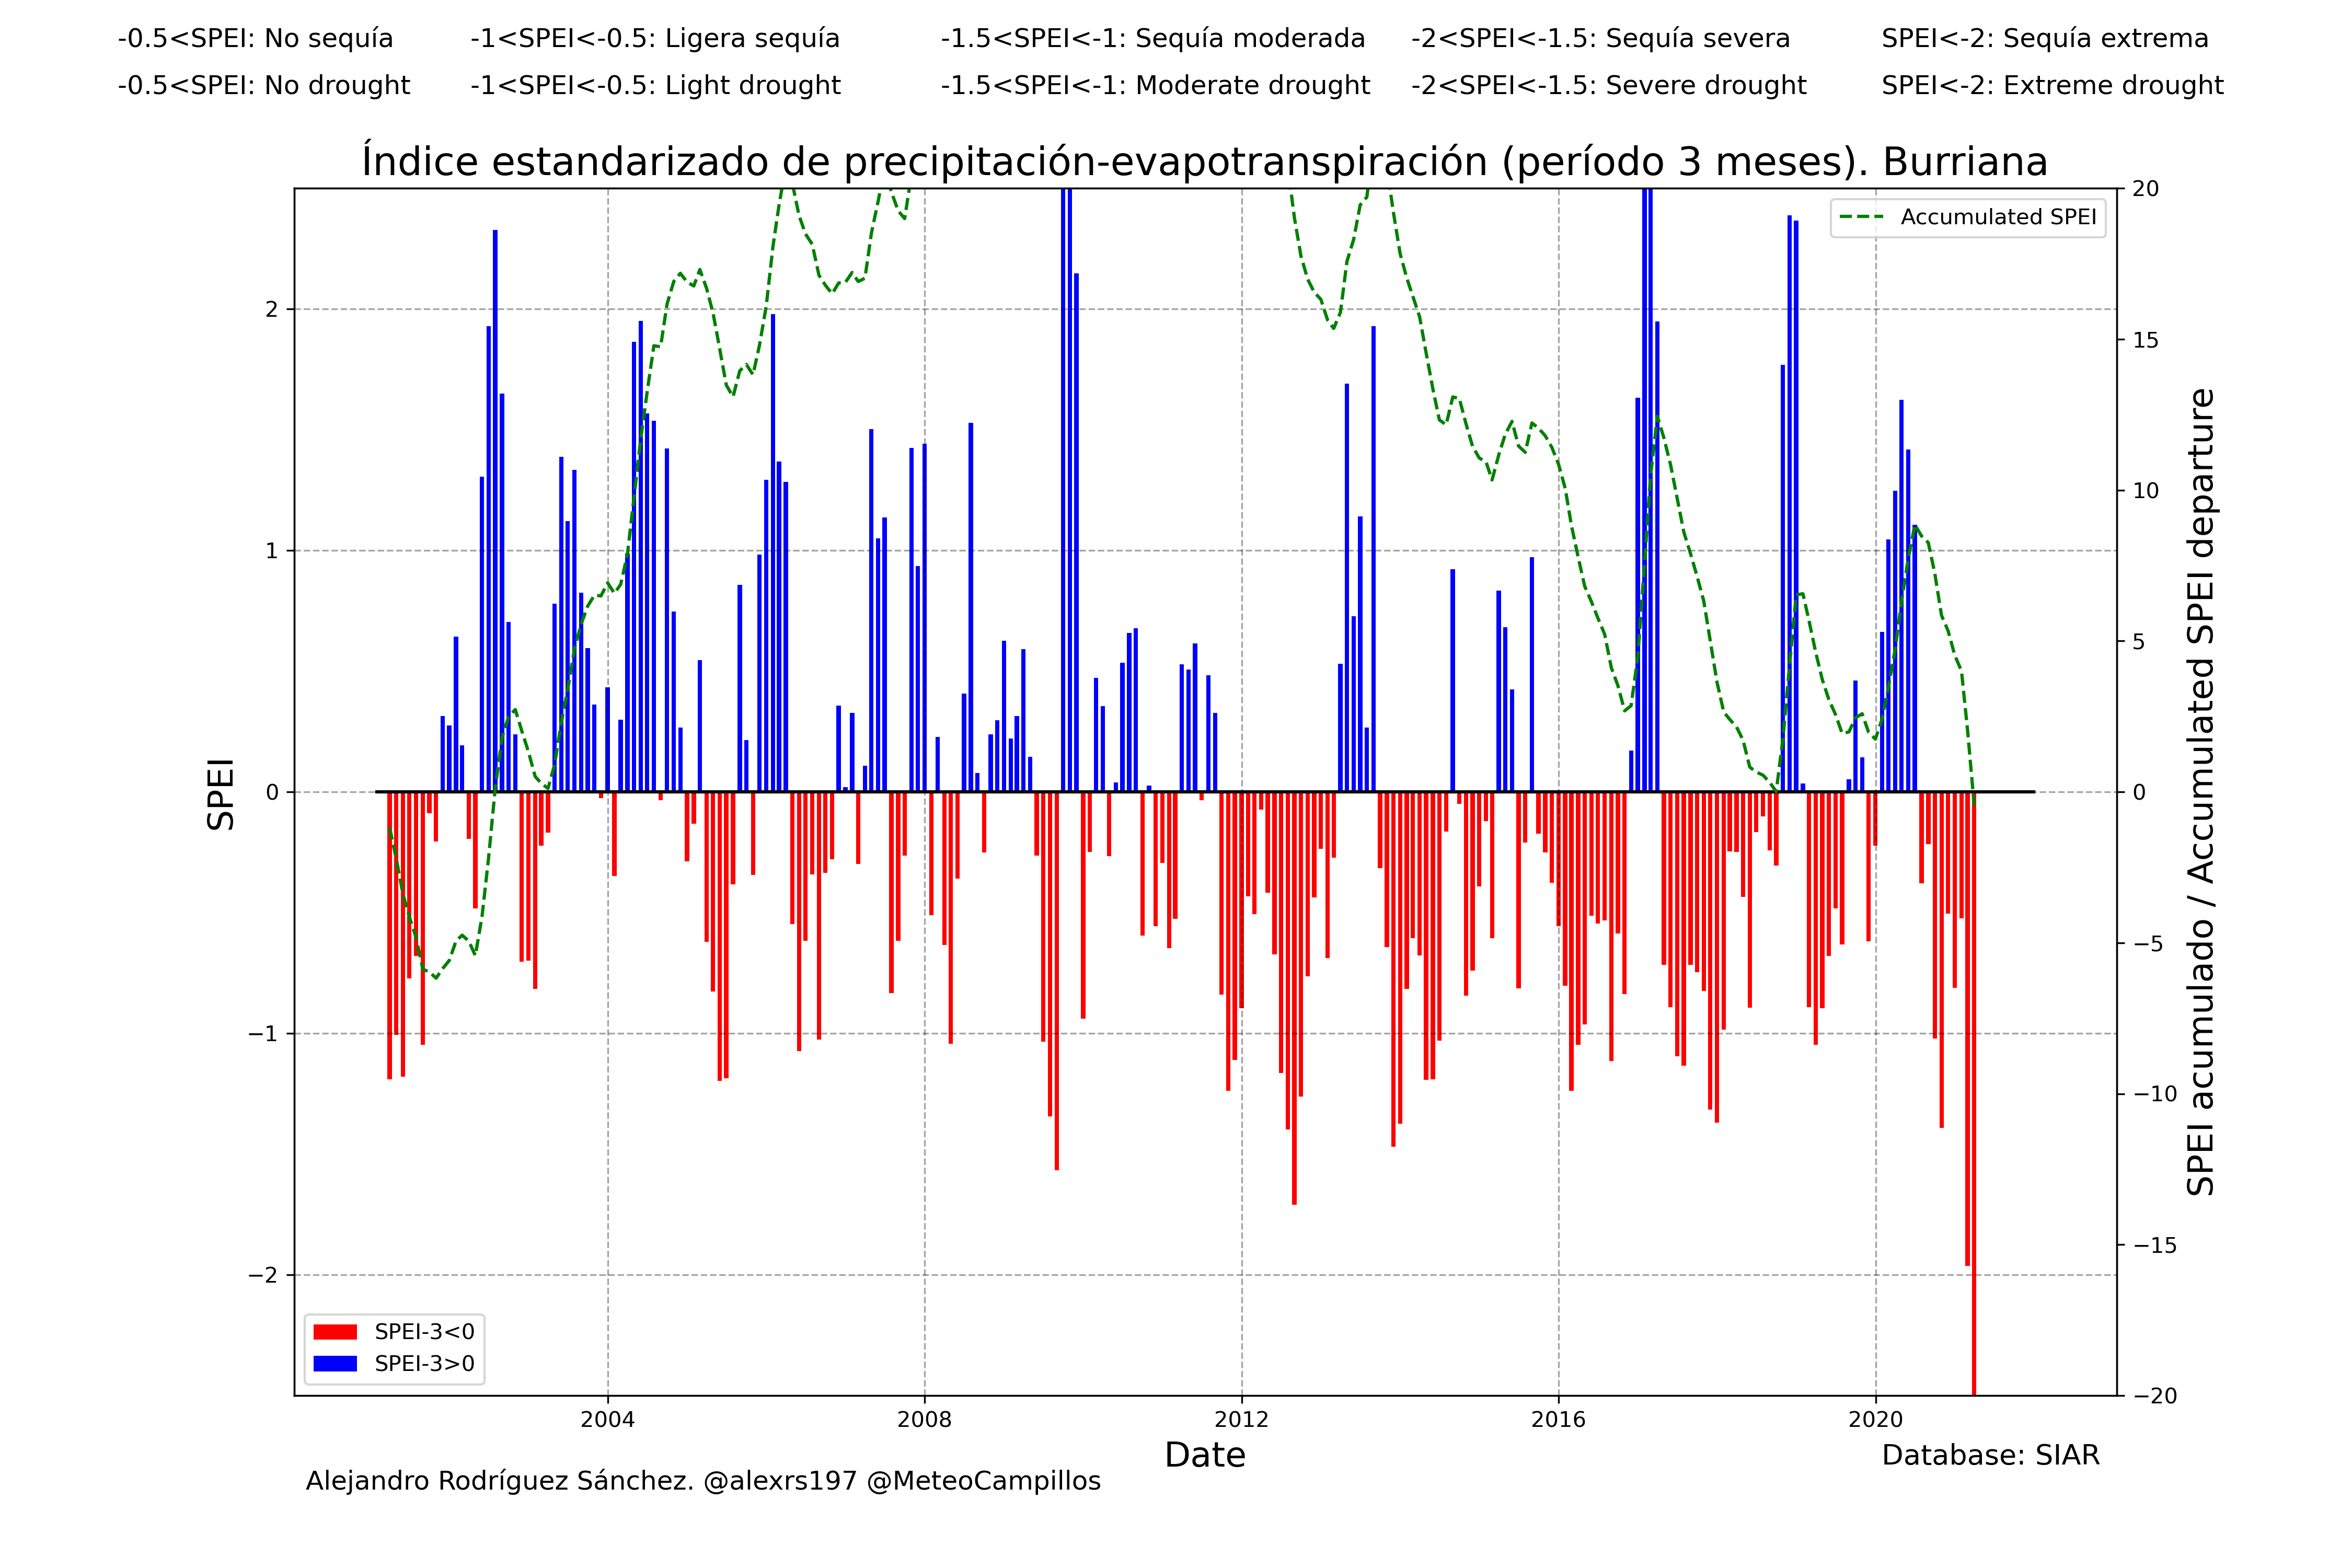 -0.5<SPEI: No sequía -1<SPEI<-0.5: Ligera sequía -1.5<SPEI<-1: Sequía moderada -2<SPEI<-1.5: Sequía severa SPEI<-2: Sequía extrema
-0.5<SPEI: No drought -1<SPEI<-0.5: Light drought -1.5<SPEI<-1: Moderate drought -2<SPEI<-1.5: Severe drought SPEI<-2: Extreme drought
Índice estandarizado de precipitación-evapotranspiración (período 3 meses). Burriana
Accumulated SPEI
SPEI
2
1
0
−1
−2
20
15
10
5
0
−5
−10
−15
−20
SPEI acumulado / Accumulated SPEI departure
SPEI-3<0
SPEI-3>0
2004 2008 2012 2016 2020
Date
Database: SIAR
Alejandro Rodríguez Sánchez. @alexrs197 @MeteoCampillos